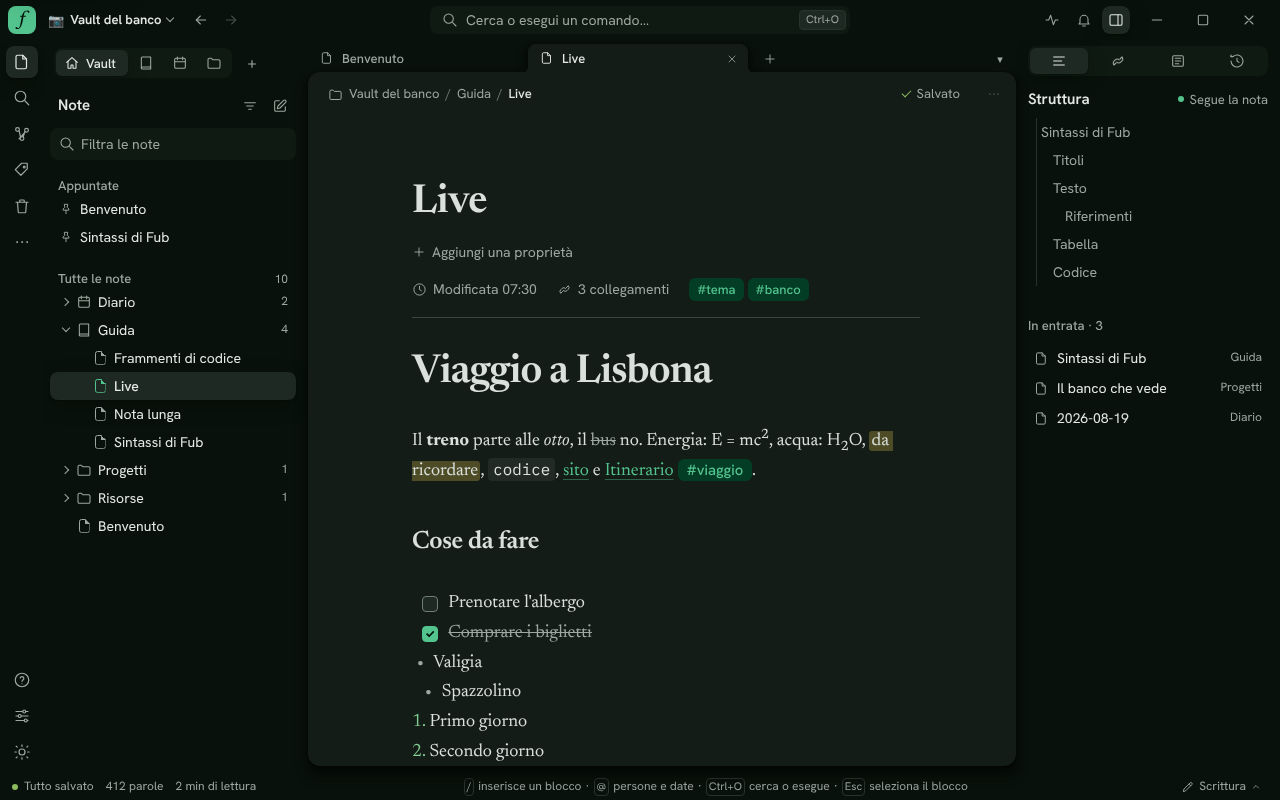 f
Vault del banco
Cerca o esegui un comando...
Ctrl+O
Vault
Benvenuto
Live
Note
Filtra le note
Appuntate
Benvenuto
Sintassi di Fub
Tutte le note 10
Diario 2
Guida 4
Frammenti di codice
Live
Nota lunga
Sintassi di Fub
Progetti 1
Risorse 1
Benvenuto
Vault del banco / Guida / Live
Salvato
Live
Aggiungi una proprietà
Modificata 07:30 3 collegamenti #tema #banco
Viaggio a Lisbona
Il treno parte alle otto, il bus no. Energia: E = mc², acqua: H₂O, da
ricordare, codice, sito e Itinerario #viaggio.
Cose da fare
Prenotare l'albergo
Comprare i biglietti
• Valigia
• Spazzolino
1. Primo giorno
2. Secondo giorno
Struttura
Segue la nota
Sintassi di Fub
Titoli
Testo
Riferimenti
Tabella
Codice
In entrata · 3
Sintassi di Fub Guida
Il banco che vede Progetti
2026-08-19 Diario
Tutto salvato 412 parole 2 min di lettura
/ inserisce un blocco · @ persone e date · Ctrl+O cerca o esegue · Esc seleziona il blocco
Scrittura